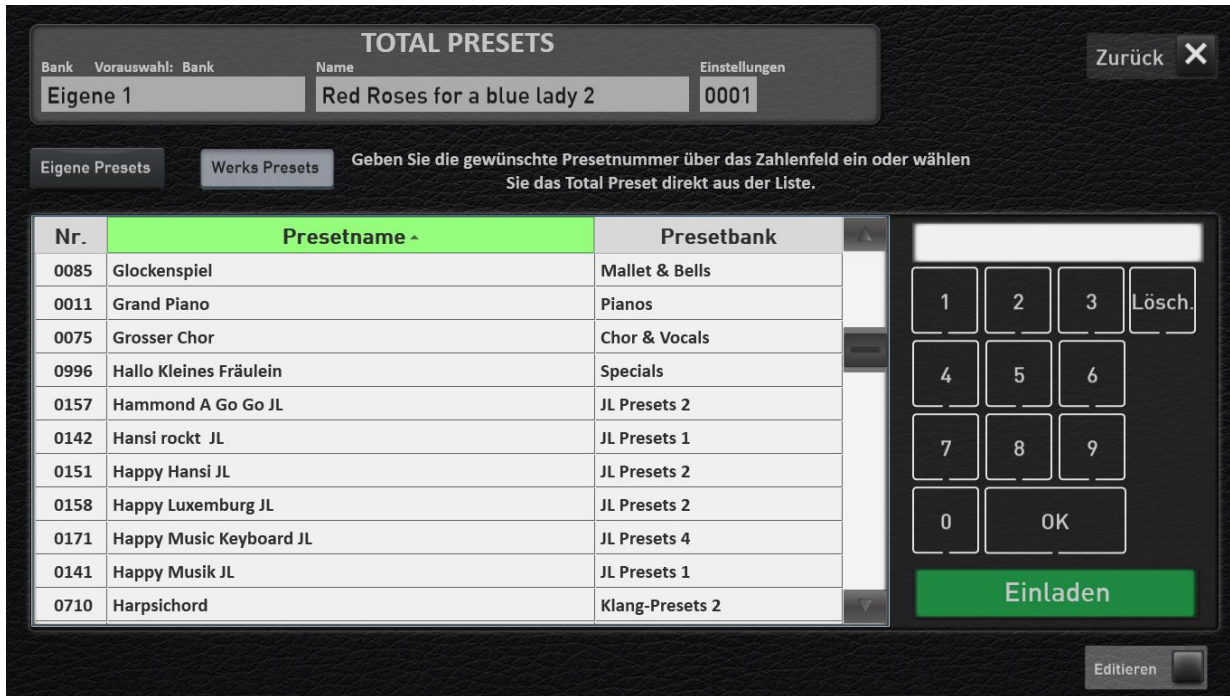 TOTAL PRESETS
Zurück
Bank Vorauswahl: Bank Name Einstellungen
Eigene 1 Red Roses for a blue lady 2 0001
Eigene Presets Werks Presets
Geben Sie die gewünschte Presetnummer über das Zahlenfeld ein oder wählen
Sie das Total Preset direkt aus der Liste.
Nr. Presetname Presetbank
0085 Glockenspiel Mallet & Bells
0011 Grand Piano Pianos
0075 Grosser Chor Chor & Vocals
0996 Hallo Kleines Fräulein Specials
0157 Hammond A Go Go JL JL Presets 2
0142 Hansi rockt JL JL Presets 1
0151 Happy Hansi JL JL Presets 2
0158 Happy Luxemburg JL JL Presets 2
0171 Happy Music Keyboard JL JL Presets 4
0141 Happy Musik JL JL Presets 1
0710 Harpsichord Klang-Presets 2
1 2 3 Lösch.
4 5 6
7 8 9
0 OK
Einladen
Editieren